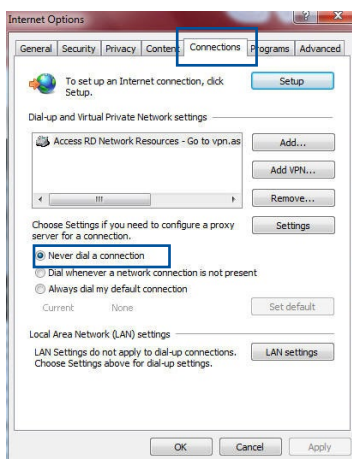 Internet Options
General Security Privacy Content Connections Programs Advanced
To set up an Internet connection, click
Setup.
Setup
Dial-up and Virtual Private Network settings
Access RD Network Resources - Go to vpn.as
Add...
Add VPN...
Remove...
Choose Settings if you need to configure a proxy
server for a connection.
Settings
Never dial a connection
Dial whenever a network connection is not present
Always dial my default connection
Current None
Set default
Local Area Network (LAN) settings
LAN Settings do not apply to dial-up connections.
Choose Settings above for dial-up settings.
LAN settings
OK Cancel Apply